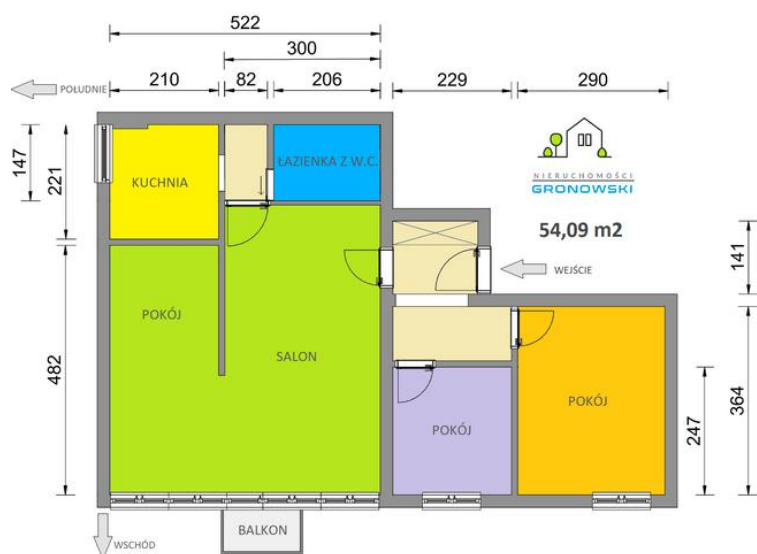 522
300
210
82
206
229
290
POŁUDNIE
147
221
KUCHNIA
ŁAZIENKA Z W.C.
NIERUCHOMOŚCI
GRONOWSKI
54,09 m2
141
WEJŚCIE
482
POKÓJ
SALON
POKÓJ
POKÓJ
247
364
BALKON
WSCHÓD